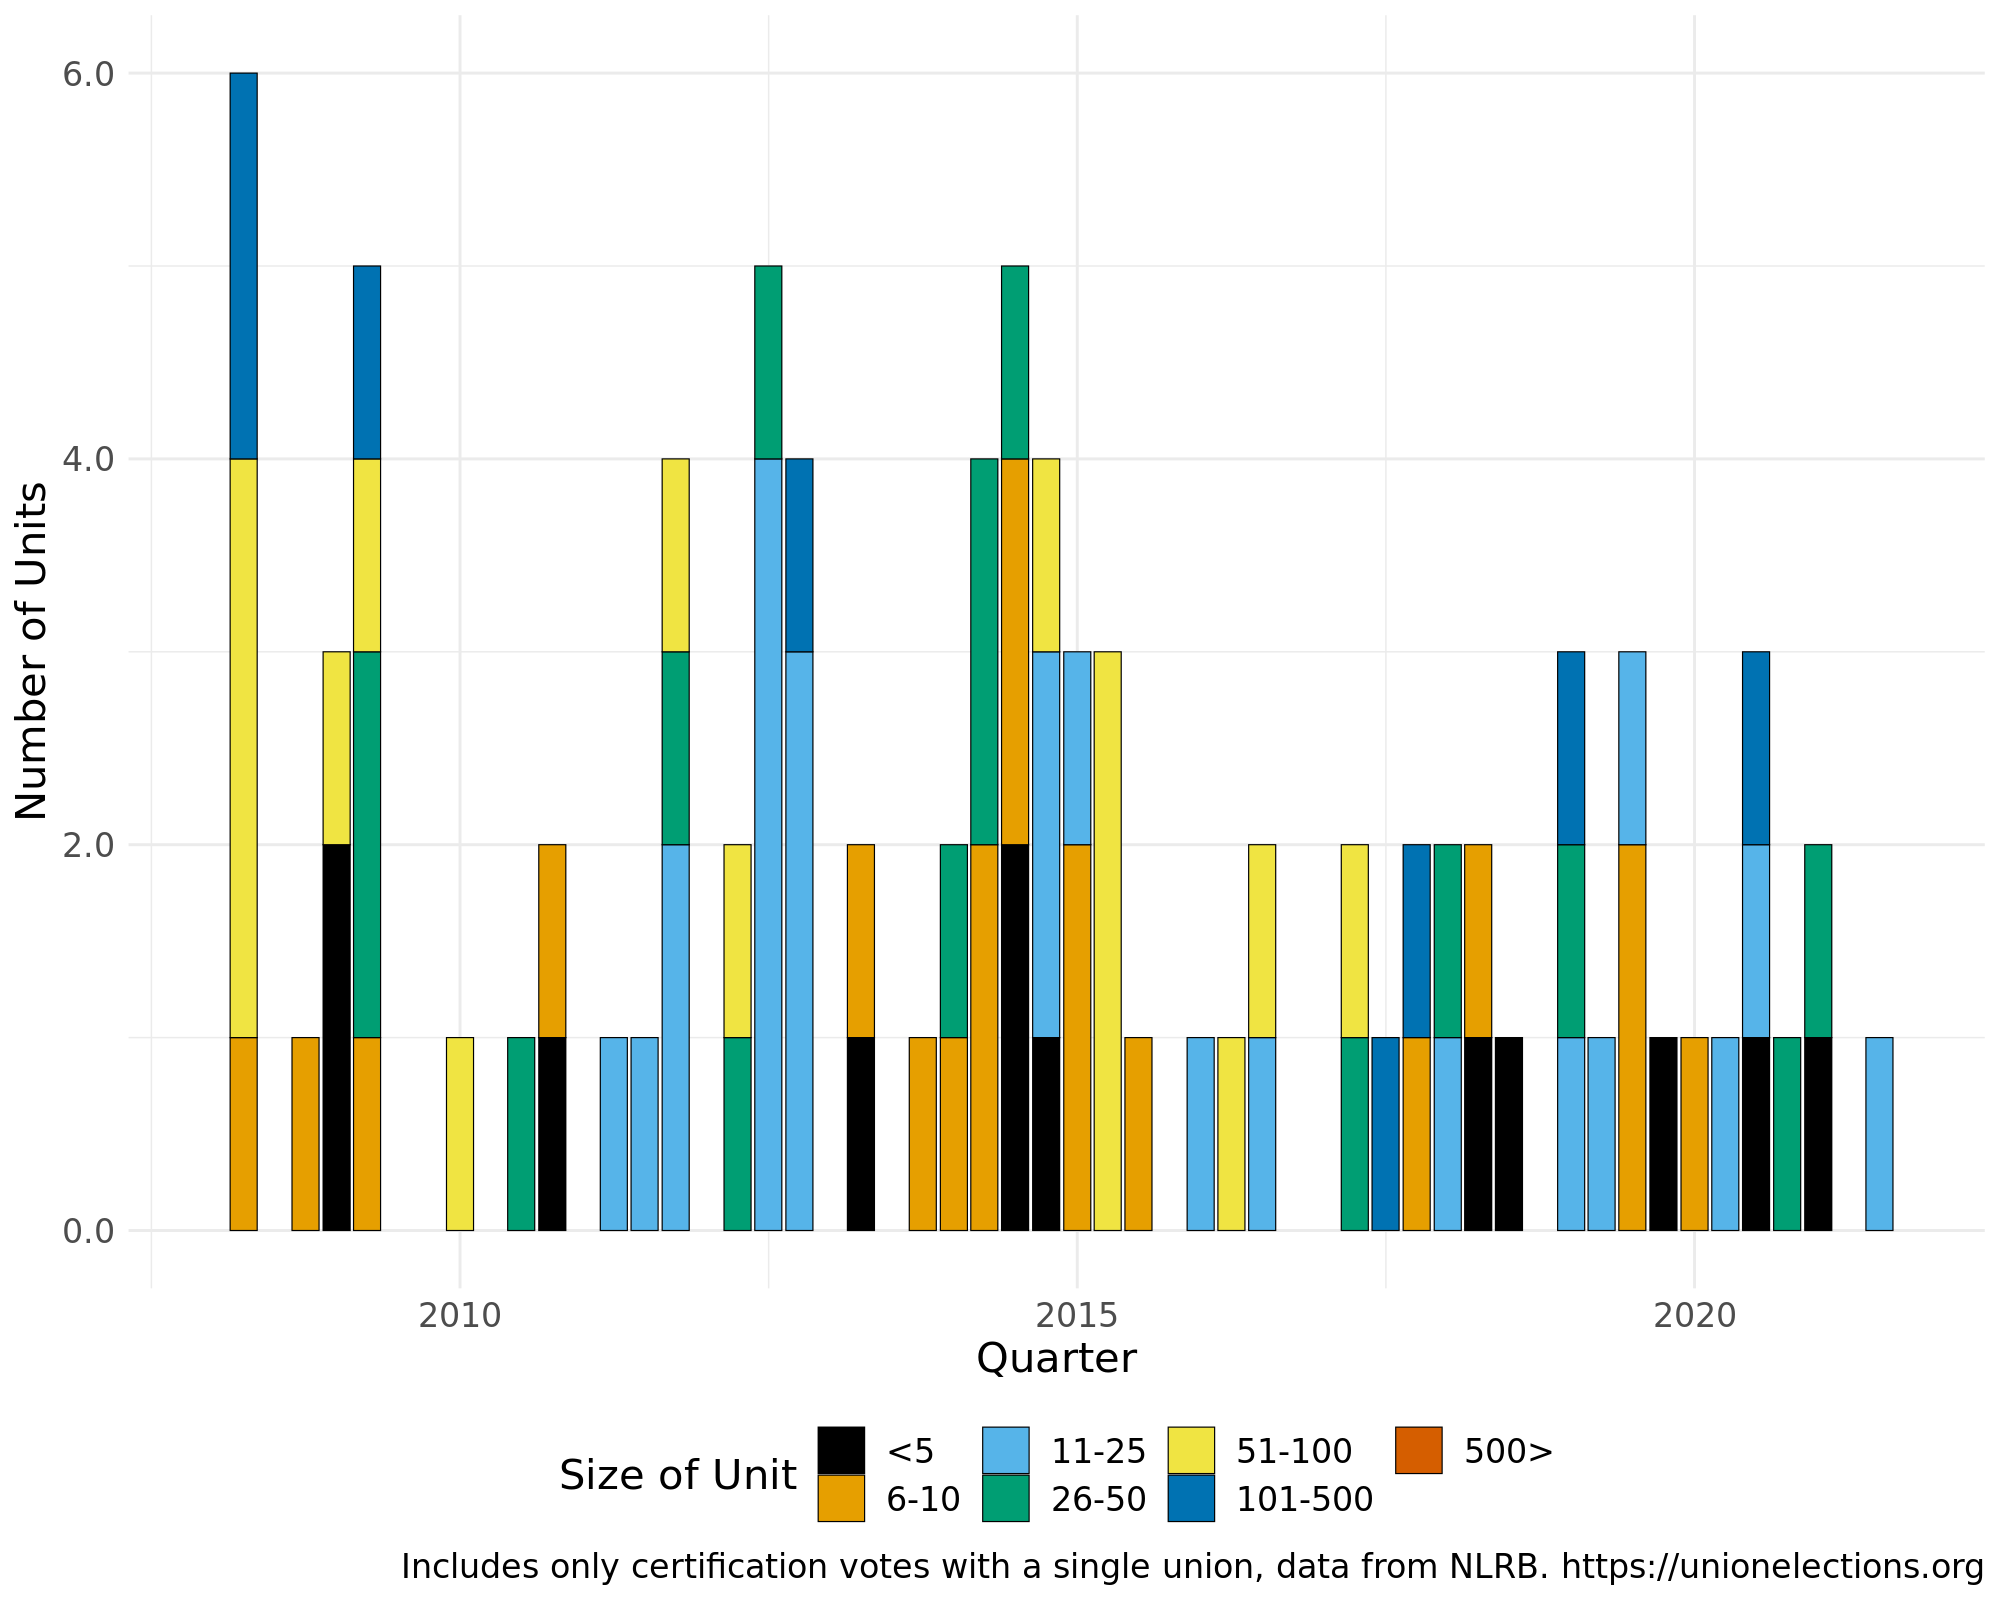 6.0
4.0
2.0
0.0
Number of Units
2010 2015 2020
Quarter
Size of Unit
<5 11-25 51-100 500>
6-10 26-50 101-500
Includes only certification votes with a single union, data from NLRB. https://unionelections.org